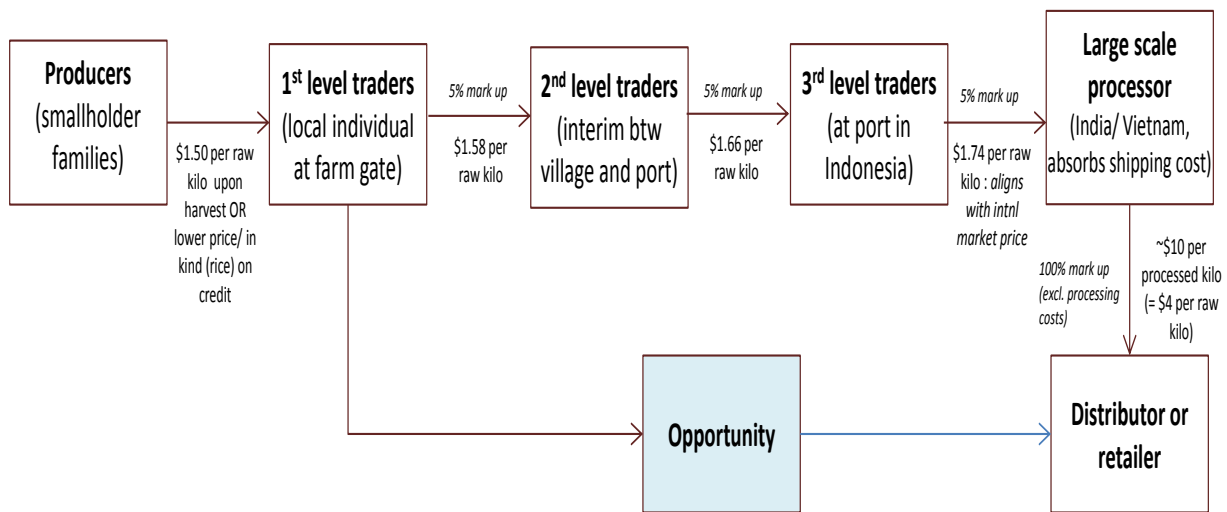 Producers
(smallholder
families)
$1.50 per raw
kilo upon
harvest OR
lower price/ in
kind (rice) on
credit
1st level traders
(local individual
at farm gate)
5% mark up
$1.58 per
raw kilo
2nd level traders
(interim btw
village and port)
5% mark up
$1.66 per
raw kilo
3rd level traders
(at port in
Indonesia)
5% mark up
$1.74 per raw
kilo : aligns
with intnl
market price
Large scale
processor
(India/ Vietnam,
absorbs shipping cost)
100% mark up
(excl. processing
costs)
~$10 per
processed kilo
(= $4 per raw
kilo)
Opportunity
Distributor or
retailer